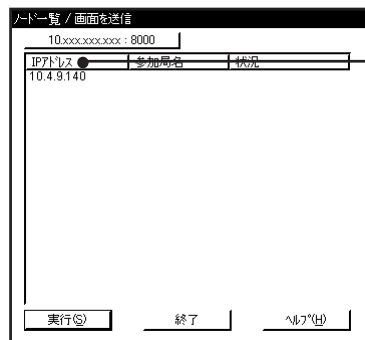 ノード一覧 / 画面を送信
10.xxx.xxx.xxx : 8000
IPアドレス 参加局名 状況
10.4.9.140
実行(S) 終了 ヘルプ(H)